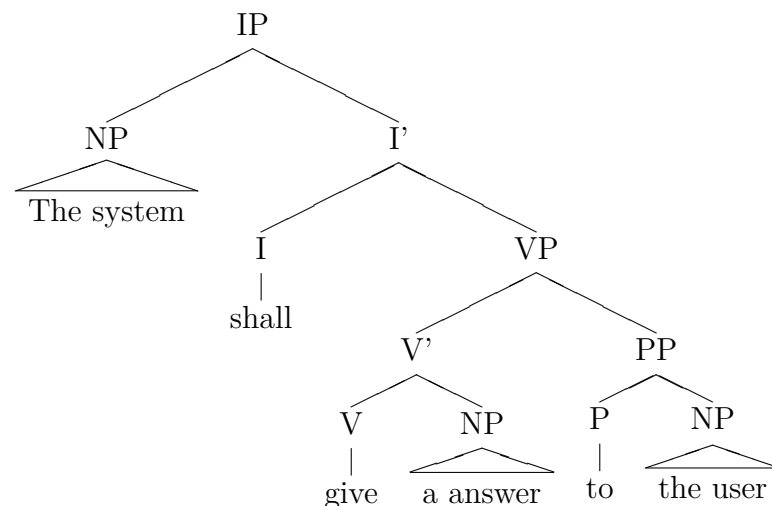 IP
NP I'
The system
I VP
shall
V' PP
V NP P NP
give a answer to the user